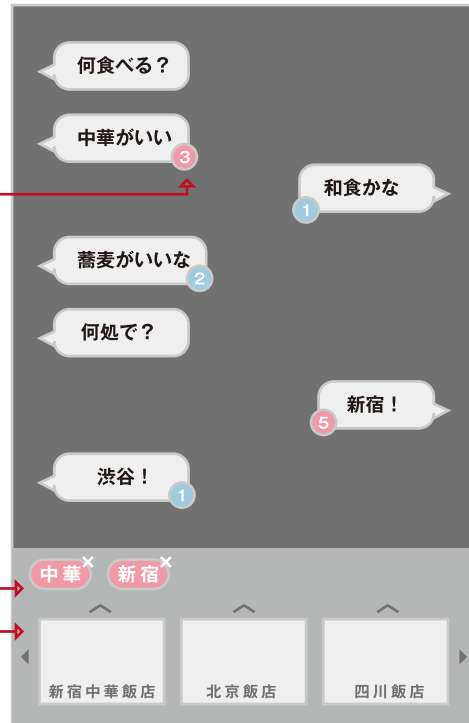 何食べる？
中華がいい
3
和食かな
1
蕎麦がいいな
2
何処で？
新宿！
5
渋谷！
1
中華 ×
新宿 ×
新宿中華飯店
北京飯店
四川飯店